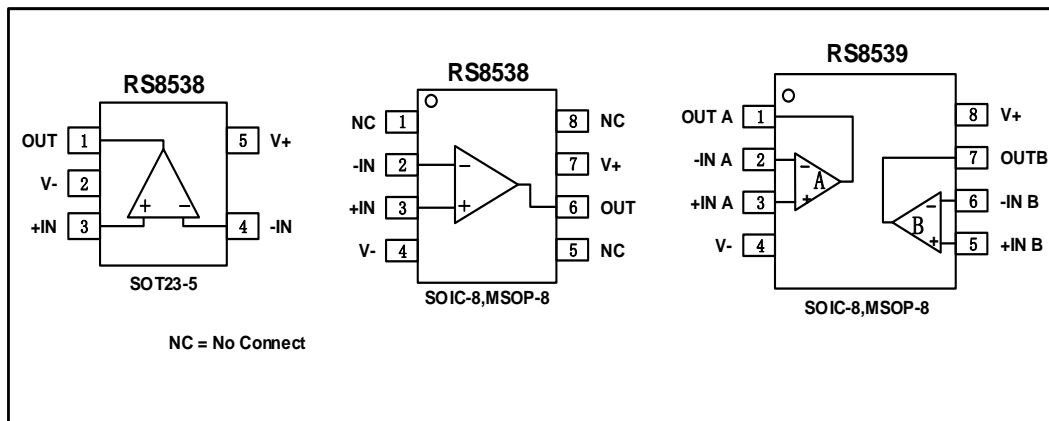 RS8538
OUT 1
5 V+
V- 2
+IN 3
4 -IN
+ −
SOT23-5
NC = No Connect
RS8538
NC 1
8 NC
-IN 2
7 V+
+IN 3
6 OUT
V- 4
5 NC
−
+
SOIC-8,MSOP-8
RS8539
OUT A 1
8 V+
-IN A 2
7 OUTB
+IN A 3
6 -IN B
V- 4
5 +IN B
−
A
+
−
B
+
SOIC-8,MSOP-8